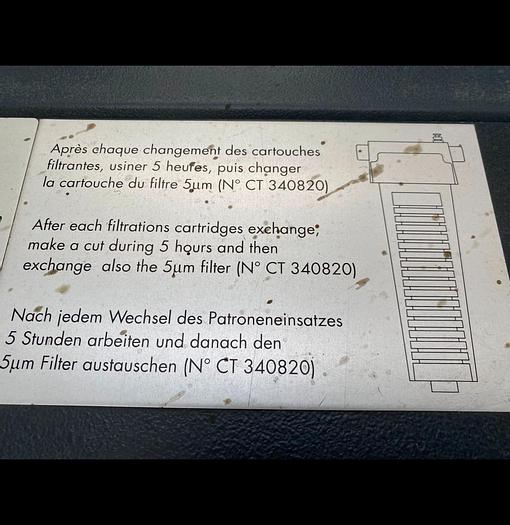 Après chaque changement des cartouches
filtrantes, usiner 5 heures, puis changer
la cartouche du filtre 5µm (N° CT 340820)
After each filtrations cartridges exchange,
make a cut during 5 hours and then
exchange also the 5µm filter (N° CT 340820)
Nach jedem Wechsel des Patroneneinsatzes
5 Stunden arbeiten und danach den
5µm Filter austauschen (N° CT 340820)